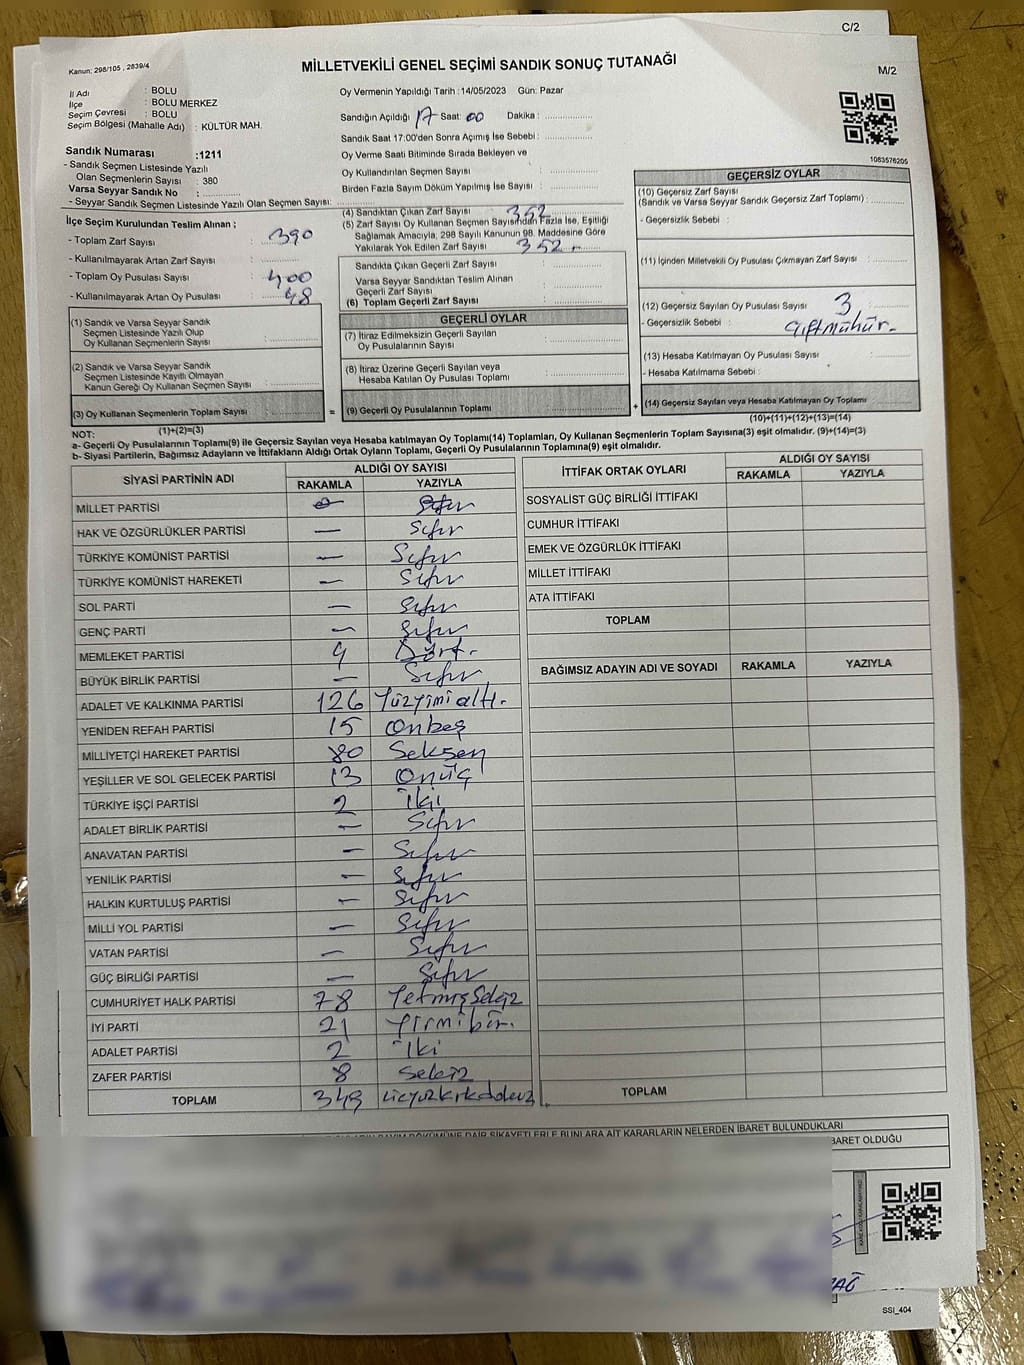 C/2
Kanun: 298/105 , 2839/4
MİLLETVEKİLİ GENEL SEÇİMİ SANDIK SONUÇ TUTANAĞI
M/2
İl Adı : BOLU
İlçe : BOLU MERKEZ
Seçim Çevresi : BOLU
Seçim Bölgesi (Mahalle Adı) : KÜLTÜR MAH.
Oy Vermenin Yapıldığı Tarih : 14/05/2023 Gün: Pazar
Sandığın Açıldığı 17 Saat: 00 Dakika :
Sandık Saat 17:00'den Sonra Açımış İse Sebebi :
Oy Verme Saati Bitiminde Sırada Bekleyen ve
Oy Kullandırılan Seçmen Sayısı :
Birden Fazla Sayım Döküm Yapılmış İse Sayısı :
1083576205
Sandık Numarası :1211
- Sandık Seçmen Listesinde Yazılı
Olan Seçmenlerin Sayısı : 380
Varsa Seyyar Sandık No :
- Seyyar Sandık Seçmen Listesinde Yazılı Olan Seçmen Sayısı:
İlçe Seçim Kurulundan Teslim Alınan ;
- Toplam Zarf Sayısı : 390
- Kullanılmayarak Artan Zarf Sayısı :
- Toplam Oy Pusulası Sayısı : 400
- Kullanılmayarak Artan Oy Pusulası : 48
(4) Sandıktan Çıkan Zarf Sayısı : 352
(5) Zarf Sayısı Oy Kullanan Seçmen Sayısından Fazla İse, Eşitliği
Sağlamak Amacıyla, 298 Sayılı Kanunun 98. Maddesine Göre
Yakılarak Yok Edilen Zarf Sayısı : 352
Sandıkta Çıkan Geçerli Zarf Sayısı :
Varsa Seyyar Sandıktan Teslim Alınan
Geçerli Zarf Sayısı :
(6) Toplam Geçerli Zarf Sayısı :
GEÇERSİZ OYLAR
(10) Geçersiz Zarf Sayısı
(Sandık ve Varsa Seyyar Sandık Geçersiz Zarf Toplamı) :
- Geçersizlik Sebebi :
(11) İçinden Milletvekili Oy Pusulası Çıkmayan Zarf Sayısı :
(12) Geçersiz Sayılan Oy Pusulası Sayısı : 3
- Geçersizlik Sebebi : Çift mühür.
(13) Hesaba Katılmayan Oy Pusulası Sayısı :
- Hesaba Katılmama Sebebi :
(14) Geçersiz Sayılan veya Hesaba Katılmayan Oy Toplamı :
(10)+(11)+(12)+(13)=(14)
(1) Sandık ve Varsa Seyyar Sandık
Seçmen Listesinde Yazılı Olup
Oy Kullanan Seçmenlerin Sayısı :
(2) Sandık ve Varsa Seyyar Sandık
Seçmen Listesinde Kayıtlı Olmayan
Kanun Gereği Oy Kullanan Seçmen Sayısı :
(3) Oy Kullanan Seçmenlerin Toplam Sayısı : =
(1)+(2)=(3)
GEÇERLİ OYLAR
(7) İtiraz Edilmeksizin Geçerli Sayılan
Oy Pusulalarının Sayısı :
(8) İtiraz Üzerine Geçerli Sayılan veya
Hesaba Katılan Oy Pusulası Toplamı :
(9) Geçerli Oy Pusulalarının Toplamı : +
NOT:
a- Geçerli Oy Pusulalarının Toplamı(9) ile Geçersiz Sayılan veya Hesaba katılmayan Oy Toplamı(14) Toplamları, Oy Kullanan Seçmenlerin Toplam Sayısına(3) eşit olmalıdır. (9)+(14)=(3)
b- Siyasi Partilerin, Bağımsız Adayların ve İttifakların Aldığı Ortak Oyların Toplamı, Geçerli Oy Pusulalarının Toplamına(9) eşit olmalıdır.
SİYASİ PARTİNİN ADI ALDIĞI OY SAYISI
RAKAMLA YAZIYLA
MİLLET PARTİSİ Sıfır
HAK VE ÖZGÜRLÜKLER PARTİSİ — Sıfır
TÜRKİYE KOMÜNİST PARTİSİ — Sıfır
TÜRKİYE KOMÜNİST HAREKETİ — Sıfır
SOL PARTİ — Sıfır
GENÇ PARTİ — Sıfır
MEMLEKET PARTİSİ 4 Dört.
BÜYÜK BİRLİK PARTİSİ — Sıfır
ADALET VE KALKINMA PARTİSİ 126 Yüzyimialtı.
YENİDEN REFAH PARTİSİ 15 Onbeş
MİLLİYETÇİ HAREKET PARTİSİ 80 Seksen
YEŞİLLER VE SOL GELECEK PARTİSİ 13 Onüç
TÜRKİYE İŞÇİ PARTİSİ 2 İki
ADALET BİRLİK PARTİSİ — Sıfır
ANAVATAN PARTİSİ — Sıfır
YENİLİK PARTİSİ — Sıfır
HALKIN KURTULUŞ PARTİSİ — Sıfır
MİLLİ YOL PARTİSİ — Sıfır
VATAN PARTİSİ — Sıfır
GÜÇ BİRLİĞİ PARTİSİ — Sıfır
CUMHURİYET HALK PARTİSİ 78 YetmişSekiz
İYİ PARTİ 21 Yirmibir.
ADALET PARTİSİ 2 İki
ZAFER PARTİSİ 8 Sekiz
TOPLAM 349 Üçyüzkırkdokuz
İTTİFAK ORTAK OYLARI ALDIĞI OY SAYISI
RAKAMLA YAZIYLA
SOSYALİST GÜÇ BİRLİĞİ İTTİFAKI
CUMHUR İTTİFAKI
EMEK VE ÖZGÜRLÜK İTTİFAKI
MİLLET İTTİFAKI
ATA İTTİFAKI
TOPLAM
BAĞIMSIZ ADAYIN ADI VE SOYADI RAKAMLA YAZIYLA
TOPLAM
SAYIM DÖKÜMÜNE DAİR ŞİKAYETLERLE BUNLARA AİT KARARLARIN NELERDEN İBARET BULUNDUKLARI
BARET OLDUĞU
SSİ_404